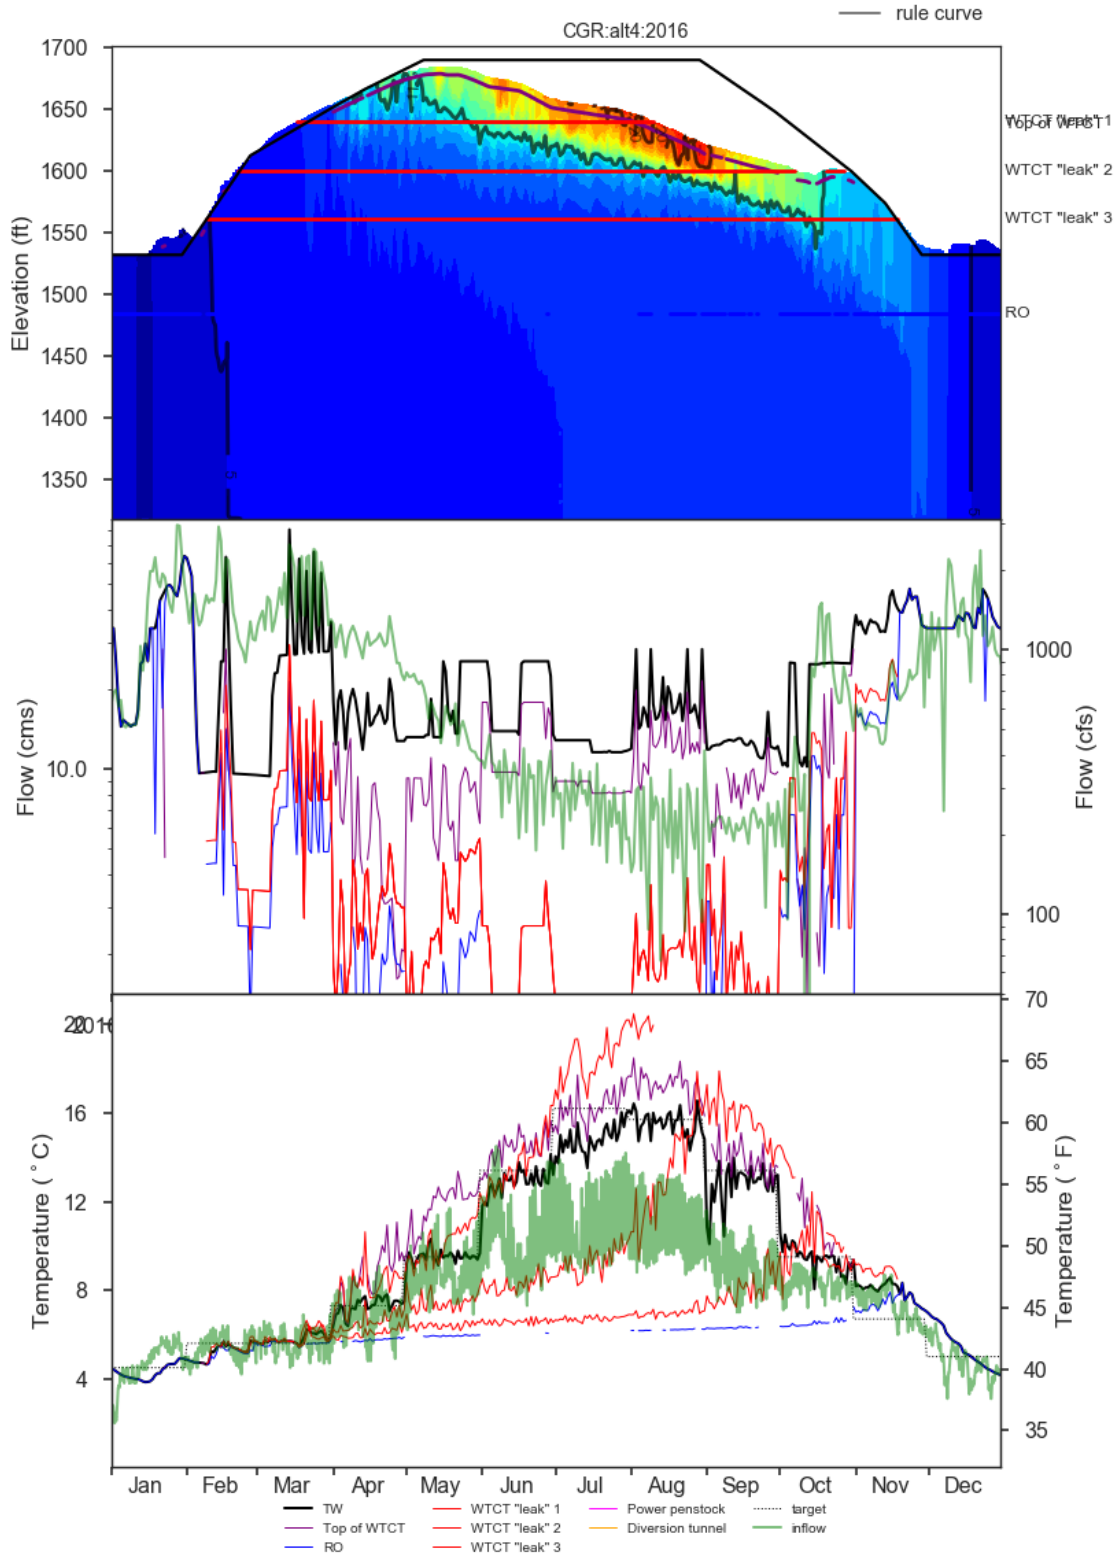 rule curve
CGR:alt4:2016
1700
1650
1600
1550
1500
1450
1400
1350
Elevation (ft)
WTCT "leak" 1
Top of WTCT
WTCT "leak" 2
WTCT "leak" 3
RO
Flow (cms)
10.0
1000
100
Flow (cfs)
2016
22
16
12
8
4
Temperature (°C)
70
65
60
55
50
45
40
35
Temperature (°F)
Jan Feb Mar Apr May Jun Jul Aug Sep Oct Nov Dec
TW WTCT "leak" 1 Power penstock target
Top of WTCT WTCT "leak" 2 Diversion tunnel inflow
RO WTCT "leak" 3